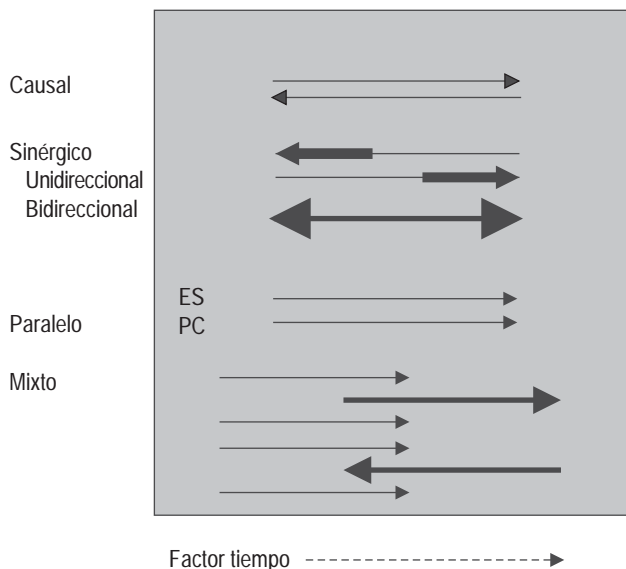 Causal
Sinérgico
Unidireccional
Bidireccional
ES
Paralelo PC
Mixto
Factor tiempo